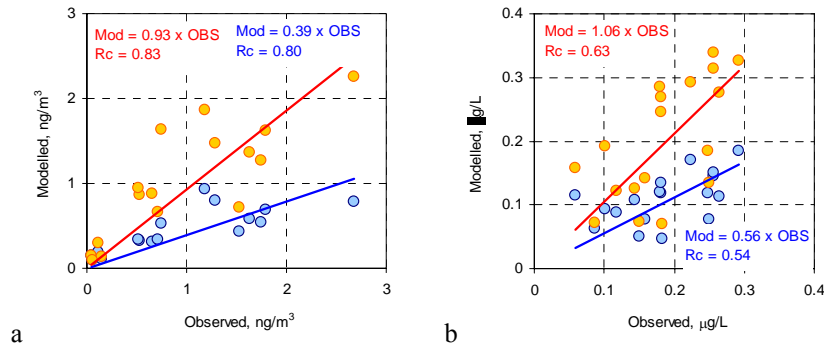 Mod = 0.93 x OBS
Rc = 0.83
Mod = 0.39 x OBS
Rc = 0.80
3
2
1
0
0
1
2
3
Modelled, ng/m³
Observed, ng/m³
a
Mod = 1.06 x OBS
Rc = 0.63
Mod = 0.56 x OBS
Rc = 0.54
0.4
0.3
0.2
0.1
0
0
0.1
0.2
0.3
0.4
Modelled, g/L
Observed, μg/L
b